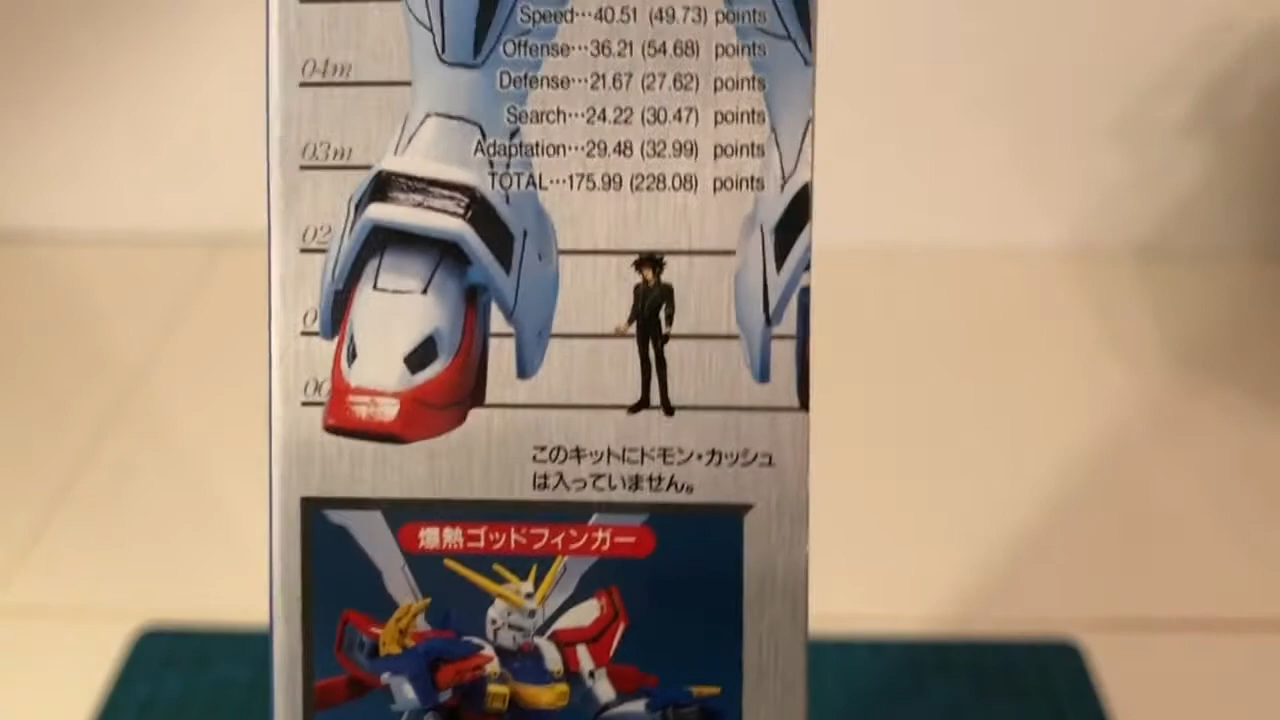 Speed…40.51 (49.73) points
Offense…36.21 (54.68) points
04m
Defense…21.67 (27.62) points
Search…24.22 (30.47) points
03m
Adaptation…29.48 (32.99) points
TOTAL…175.99 (228.08) points
02
0
00
このキットにドモン・カッシュ
は入っていません。
爆熱ゴッドフィンガー